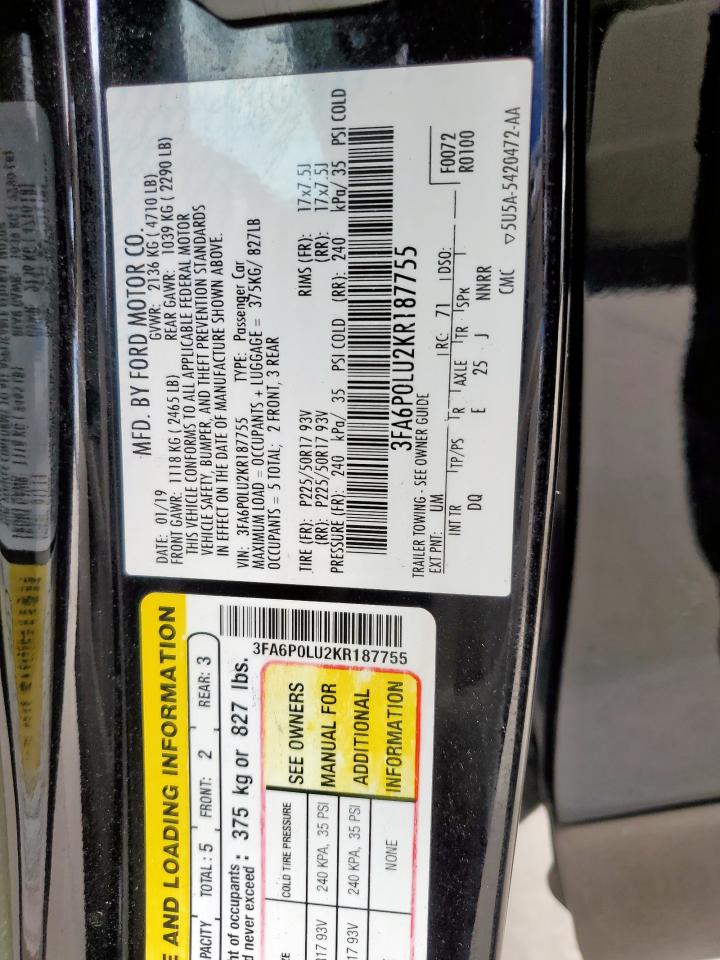 MFD. BY FORD MOTOR CO.
DATE: 01/19 GVWR: 2136 KG ( 4710 LB)
FRONT GAWR: 1118 KG ( 2465 LB) REAR GAWR: 1039 KG ( 2290 LB)
THIS VEHICLE CONFORMS TO ALL APPLICABLE FEDERAL MOTOR
VEHICLE SAFETY, BUMPER, AND THEFT PREVENTION STANDARDS
IN EFFECT ON THE DATE OF MANUFACTURE SHOWN ABOVE.
VIN: 3FA6P0LU2KR187755 TYPE: Passenger Car
MAXIMUM LOAD = OCCUPANTS + LUGGAGE = 375KG/ 827LB
OCCUPANTS = 5 TOTAL; 2 FRONT, 3 REAR
TIRE (FR): P225/50R17 93V RIMS (FR): 17x7.5J
(RR): P225/50R17 93V (RR): 17x7.5J
PRESSURE (FR): 240 kPa/ 35 PSI COLD (RR): 240 kPa/ 35 PSI COLD
3FA6P0LU2KR187755
TRAILER TOWING - SEE OWNER GUIDE
EXT PNT: UM RC: 71 DSO: F0072
R0100
INT TR TP/PS R AXLE TR SPK
DQ E 25 J NNRR
CMC ▽5U5A-5420472-AA
E AND LOADING INFORMATION
PACITY TOTAL: 5 FRONT: 2 REAR: 3
nt of occupants
d never exceed : 375 kg or 827 lbs.
3FA6P0LU2KR187755
ZE COLD TIRE PRESSURE
R17 93V 240 KPA, 35 PSI
R17 93V 240 KPA, 35 PSI
NONE
SEE OWNERS
MANUAL FOR
ADDITIONAL
INFORMATION